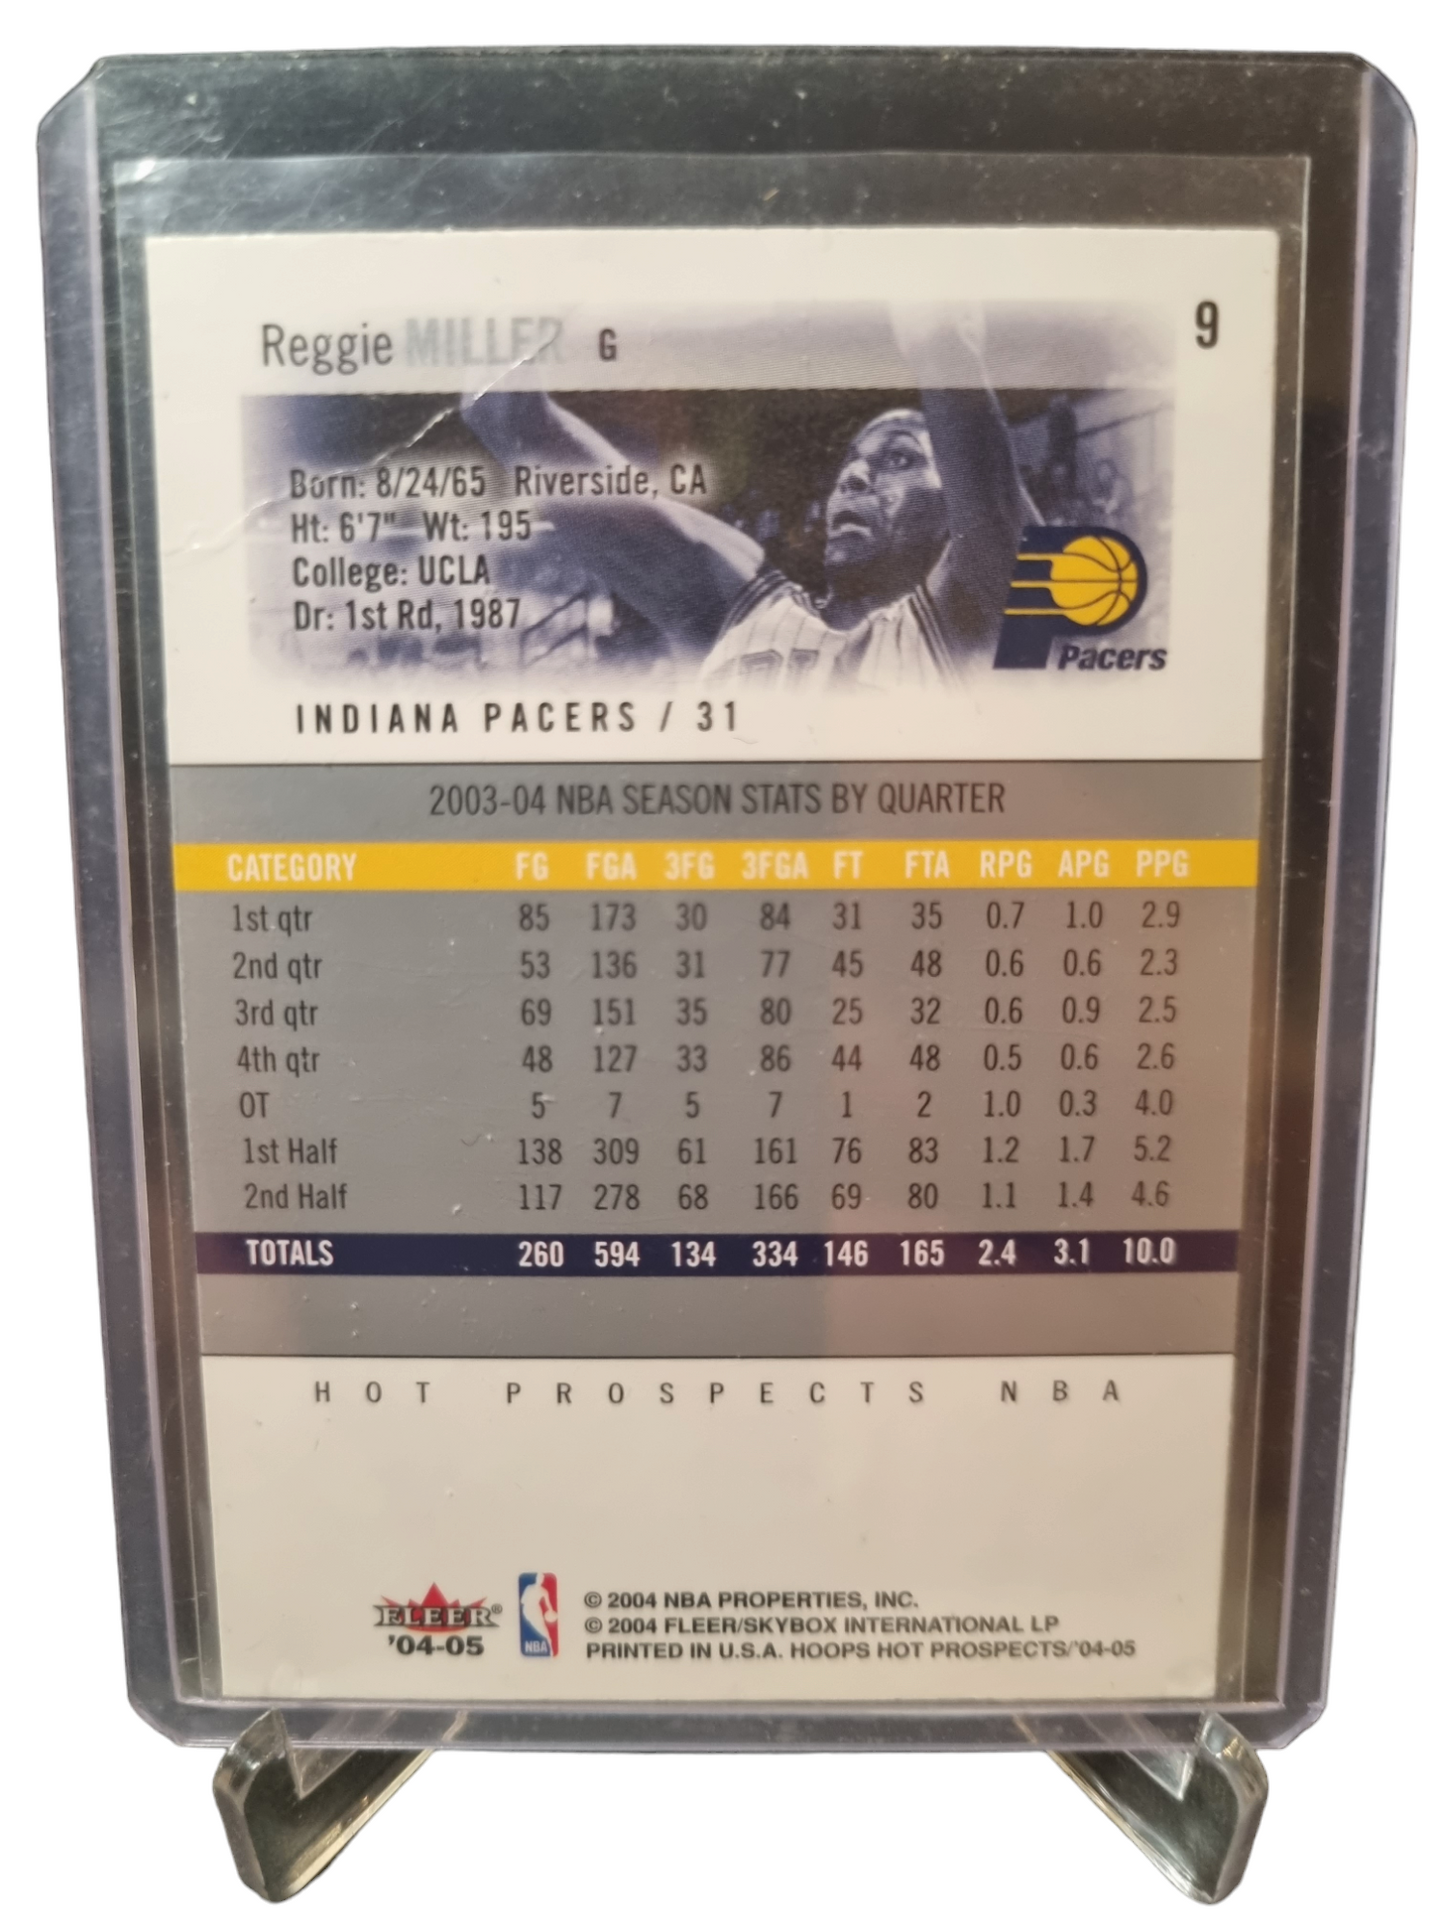 9
Reggie MILLER G
Born: 8/24/65 Riverside, CA
Ht: 6'7" Wt: 195
College: UCLA
Dr: 1st Rd, 1987
Pacers
INDIANA PACERS / 31
2003-04 NBA SEASON STATS BY QUARTER
CATEGORY FG FGA 3FG 3FGA FT FTA RPG APG PPG
1st qtr 85 173 30 84 31 35 0.7 1.0 2.9
2nd qtr 53 136 31 77 45 48 0.6 0.6 2.3
3rd qtr 69 151 35 80 25 32 0.6 0.9 2.5
4th qtr 48 127 33 86 44 48 0.5 0.6 2.6
OT 5 7 5 7 1 2 1.0 0.3 4.0
1st Half 138 309 61 161 76 83 1.2 1.7 5.2
2nd Half 117 278 68 166 69 80 1.1 1.4 4.6
TOTALS 260 594 134 334 146 165 2.4 3.1 10.0
HOT PROSPECTS NBA
FLEER®
'04-05
NBA
© 2004 NBA PROPERTIES, INC.
© 2004 FLEER/SKYBOX INTERNATIONAL LP
PRINTED IN U.S.A. HOOPS HOT PROSPECTS/'04-05